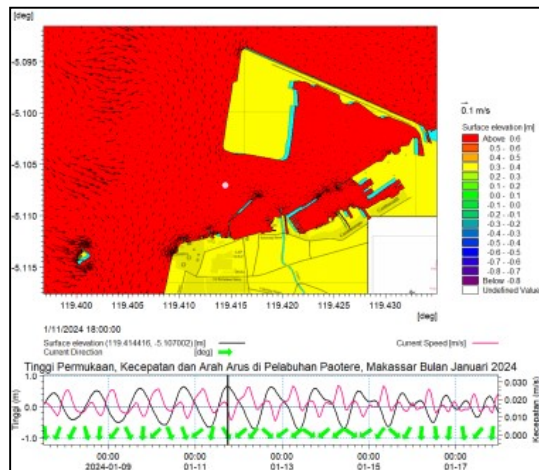 [deg]
-5.095
-5.100
-5.105
-5.110
-5.115
119.400 119.405 119.410 119.415 119.420 119.425 119.430
[deg]
0.1 m/s
Surface elevation [m]
Above 0.6
0.5 - 0.6
0.4 - 0.5
0.3 - 0.4
0.2 - 0.3
0.1 - 0.2
0.0 - 0.1
-0.1 - 0.0
-0.2 - -0.1
-0.3 - -0.2
-0.4 - -0.3
-0.5 - -0.4
-0.6 - -0.5
-0.7 - -0.6
-0.8 - -0.7
Below -0.8
Undefined Value
1/11/2024 18:00:00
Surface elevation (119.414416, -5.107002) [m]
Current Speed [m/s]
Current Direction [deg]
Tinggi Permukaan, Kecepatan dan Arah Arus di Pelabuhan Paotere, Makassar Bulan Januari 2024
Tinggi (m)
1.0
0.0
-1.0
Kecepatan (m)
0.030
0.020
0.010
0.000
00:00 00:00 00:00 00:00 00:00
2024-01-09 01-11 01-13 01-15 01-17